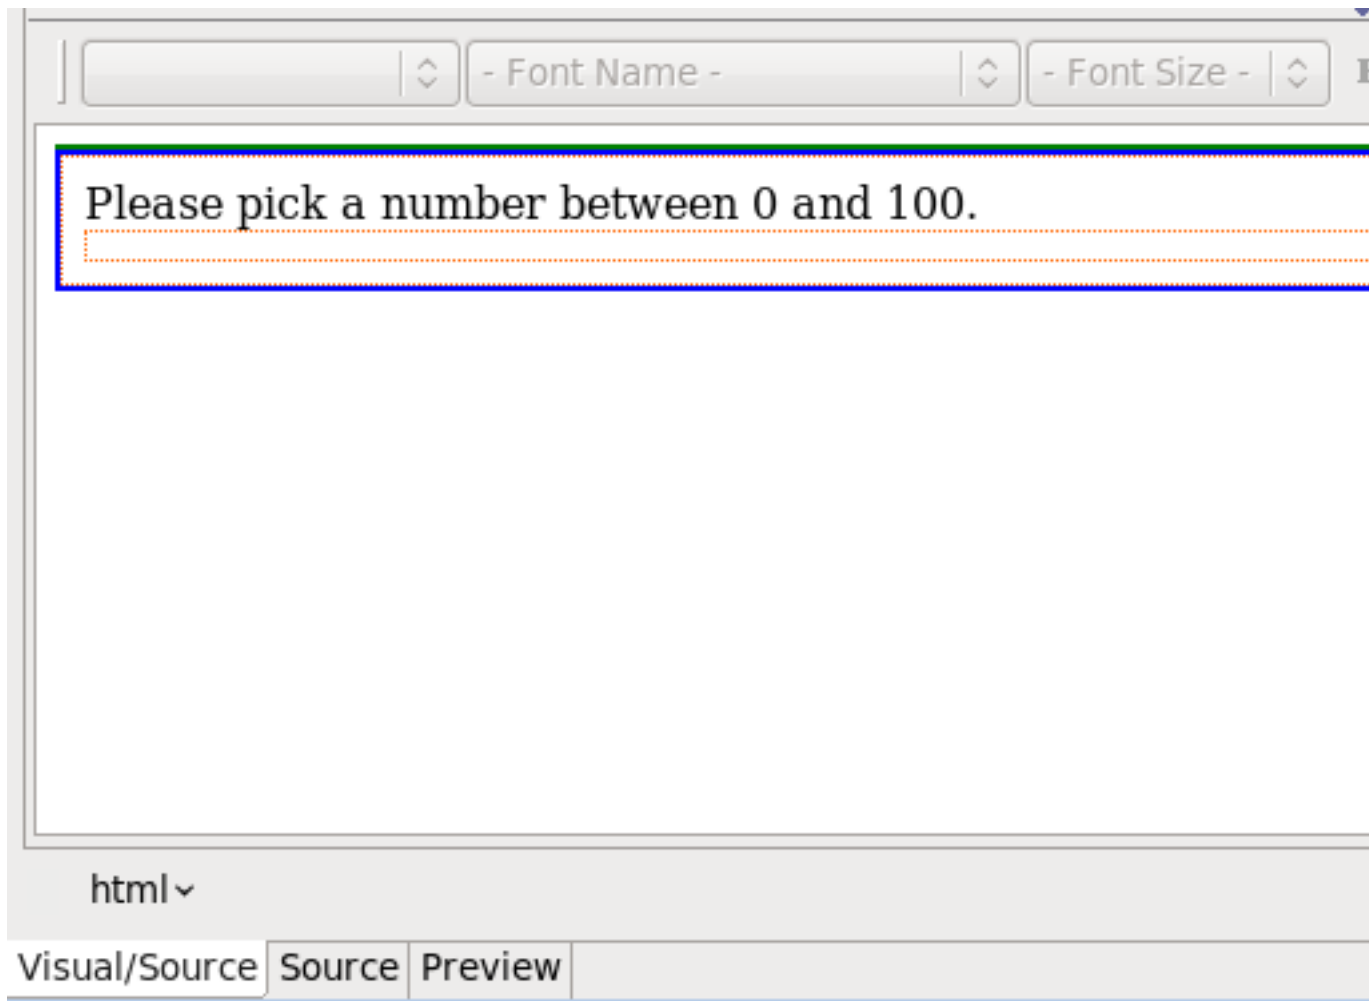 - Font Name - - Font Size -
Please pick a number between 0 and 100.
html
Visual/Source Source Preview